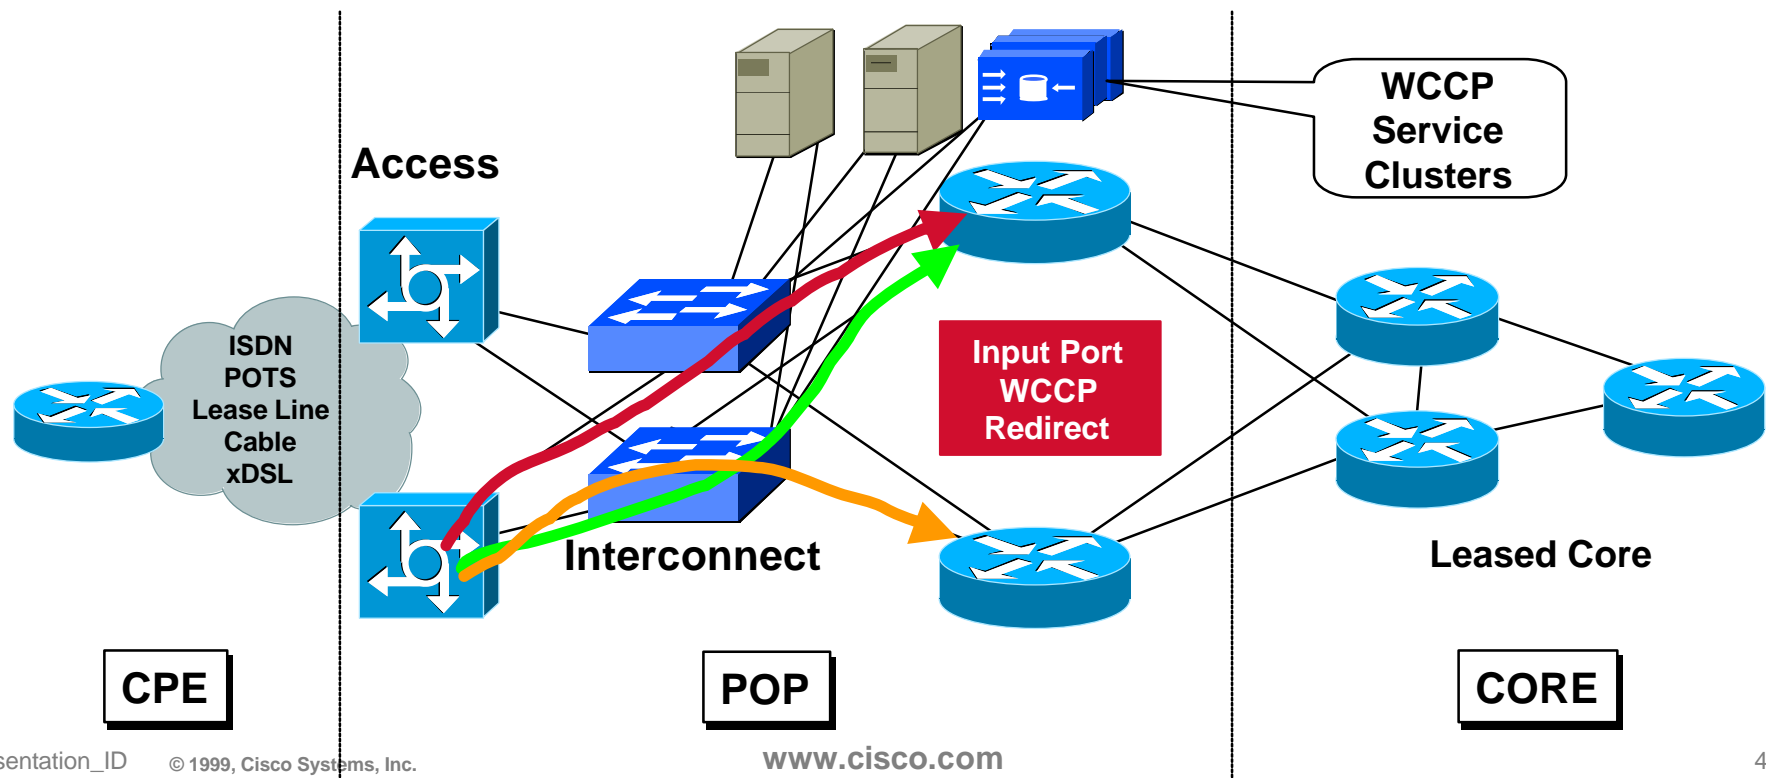 WCCP
Service
Clusters
Access
ISDN
POTS
Lease Line
Cable
xDSL
Input Port
WCCP
Redirect
Interconnect
Leased Core
CPE
POP
CORE
sentation_ID
© 1999, Cisco Systems, Inc.
www.cisco.com
4